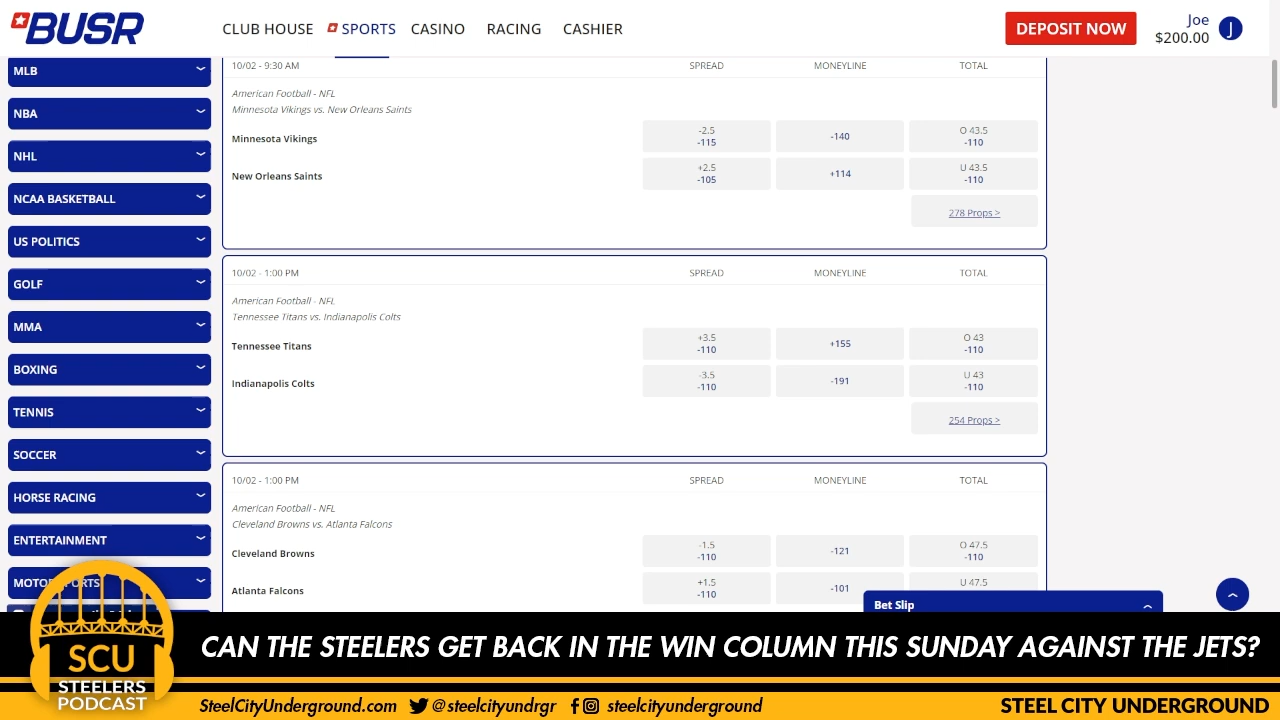 BUSR
CLUB HOUSE SPORTS CASINO RACING CASHIER
DEPOSIT NOW
Joe
$200.00
J
MLB
NBA
NHL
NCAA BASKETBALL
US POLITICS
GOLF
MMA
BOXING
TENNIS
SOCCER
HORSE RACING
ENTERTAINMENT
10/02 - 9:30 AM SPREAD MONEYLINE TOTAL
American Football - NFL
Minnesota Vikings vs. New Orleans Saints
Minnesota Vikings
-2.5
-115
-140
O 43.5
-110
New Orleans Saints
+2.5
-105
+114
U 43.5
-110
278 Props >
10/02 - 1:00 PM SPREAD MONEYLINE TOTAL
American Football - NFL
Tennessee Titans vs. Indianapolis Colts
Tennessee Titans
+3.5
-110
+155
O 43
-110
Indianapolis Colts
-3.5
-110
-191
U 43
-110
254 Props >
10/02 - 1:00 PM SPREAD MONEYLINE TOTAL
American Football - NFL
Cleveland Browns vs. Atlanta Falcons
Cleveland Browns
-1.5
-110
-121
O 47.5
-110
Atlanta Falcons
+1.5
-110
-101
U 47.5
Bet Slip
SCU
STEELERS
PODCAST
CAN THE STEELERS GET BACK IN THE WIN COLUMN THIS SUNDAY AGAINST THE JETS?
SteelCityUnderground.com @steelcityundrgr steelcityunderground
STEEL CITY UNDERGROUND